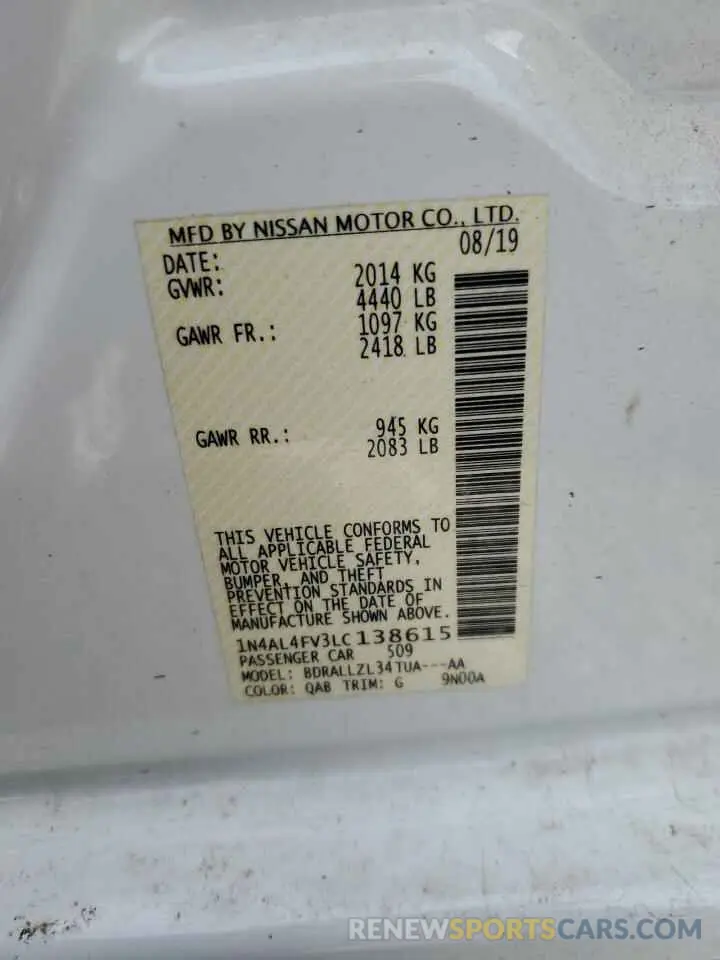 MFD BY NISSAN MOTOR CO., LTD.
DATE: 08/19
GVWR: 2014 KG
4440 LB
GAWR FR.: 1097 KG
2418 LB
GAWR RR.: 945 KG
2083 LB
THIS VEHICLE CONFORMS TO
ALL APPLICABLE FEDERAL
MOTOR VEHICLE SAFETY,
BUMPER, AND THEFT
PREVENTION STANDARDS IN
EFFECT ON THE DATE OF
MANUFACTURE SHOWN ABOVE.
1N4AL4FV3LC138615
PASSENGER CAR 509
MODEL: BDRALLZL34TUA---AA
COLOR: QAB TRIM: G 9N00A
RENEWSPORTSCARS.COM